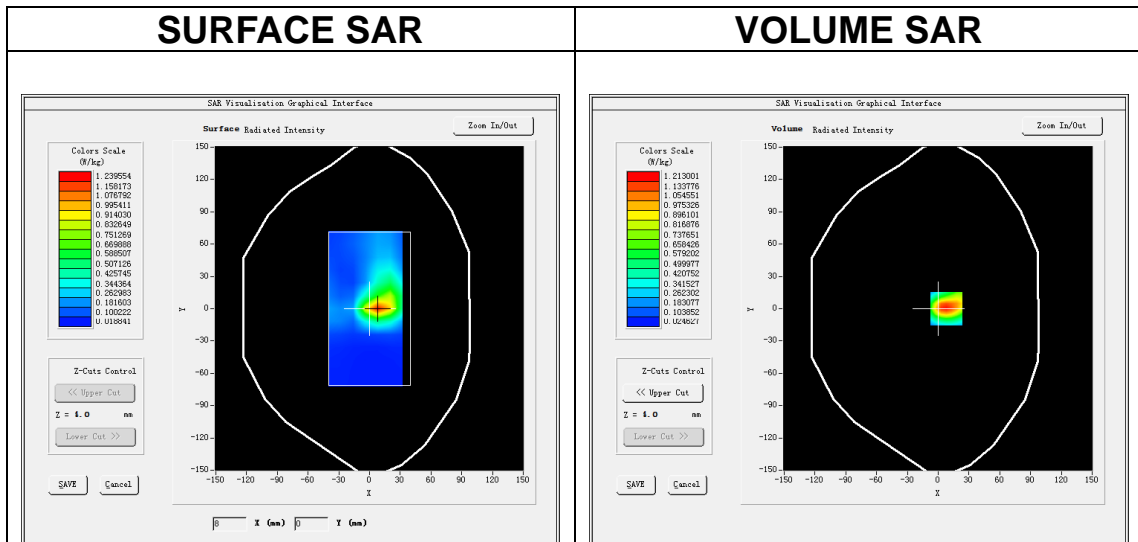 SURFACE SAR
VOLUME SAR
SAR Visualisation Graphical Interface
Surface Radiated Intensity
Zoom In/Out
Colors Scale
(W/kg)
1.239554
1.158173
1.076792
0.995411
0.914030
0.832649
0.751269
0.669888
0.588507
0.507126
0.425745
0.344364
0.262983
0.181603
0.100222
0.018841
150
90
60
30
Y 0
-30
-60
-90
-120
-150
-150 -120 -90 -60 -30 0 30 60 90 120 150
X
Z-Cuts Control
<< Upper Cut
Z = 4.0 mm
Lower Cut >>
SAVE Cancel
8 X (mm) 0 Y (mm)
SAR Visualisation Graphical Interface
Volume Radiated Intensity
Zoom In/Out
Colors Scale
(W/kg)
1.213001
1.133776
1.054551
0.975326
0.896101
0.816876
0.737651
0.658426
0.579202
0.499977
0.420752
0.341527
0.262302
0.183077
0.103852
0.024627
150
90
60
30
Y 0
-30
-60
-90
-120
-150
-150 -120 -90 -60 -30 0 30 60 90 120 150
X
Z-Cuts Control
<< Upper Cut
Z = 4.0 mm
Lower Cut >>
SAVE Cancel